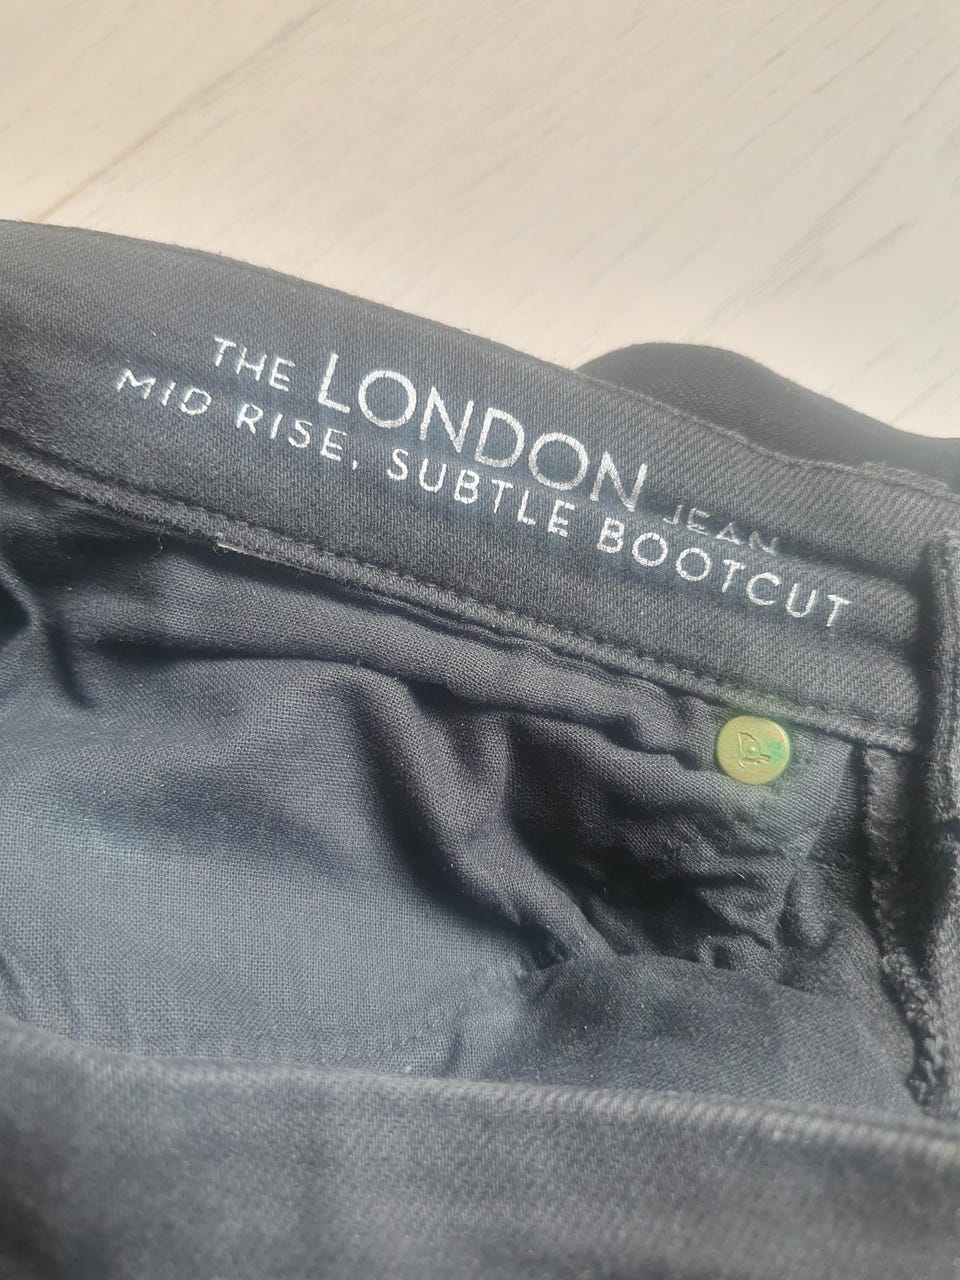 THE LONDON JEAN
MID RISE, SUBTLE BOOTCUT